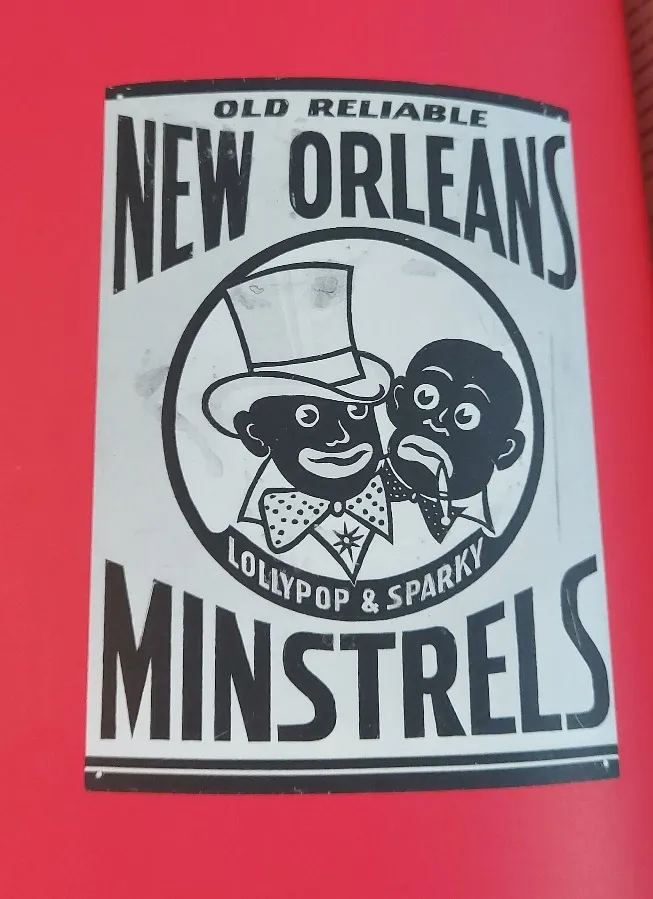 OLD RELIABLE
NEW ORLEANS
LOLLYPOP & SPARKY
MINSTRELS